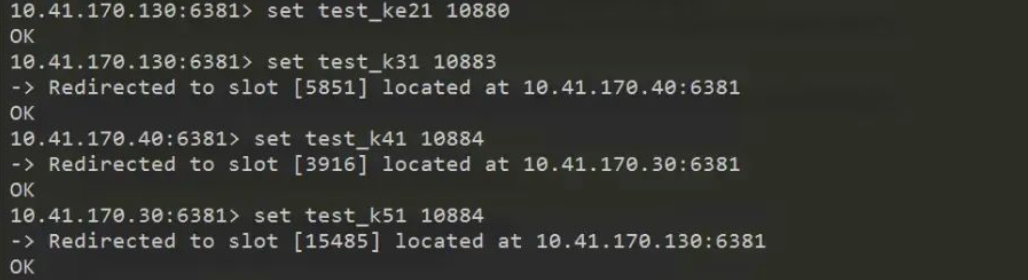 10.41.170.130:6381> set test_ke21 10880
OK
10.41.170.130:6381> set test_k31 10883
-> Redirected to slot [5851] located at 10.41.170.40:6381
OK
10.41.170.40:6381> set test_k41 10884
-> Redirected to slot [3916] located at 10.41.170.30:6381
OK
10.41.170.30:6381> set test_k51 10884
-> Redirected to slot [15485] located at 10.41.170.130:6381
OK